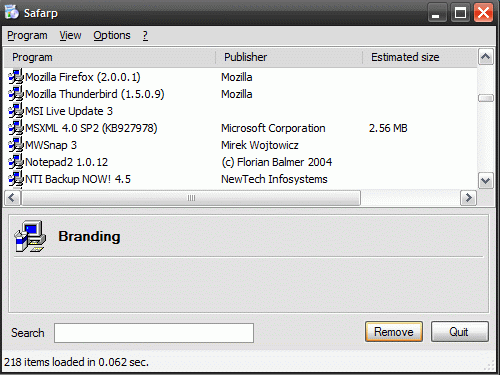 Safarp
Program View Options ?
Program Publisher Estimated size
Mozilla Firefox (2.0.0.1) Mozilla
Mozilla Thunderbird (1.5.0.9) Mozilla
MSI Live Update 3
MSXML 4.0 SP2 (KB927978) Microsoft Corporation 2.56 MB
MWSnap 3 Mirek Wojtowicz
Notepad2 1.0.12 (c) Florian Balmer 2004
NTI Backup NOW! 4.5 NewTech Infosystems
Branding
Search Remove Quit
218 items loaded in 0.062 sec.